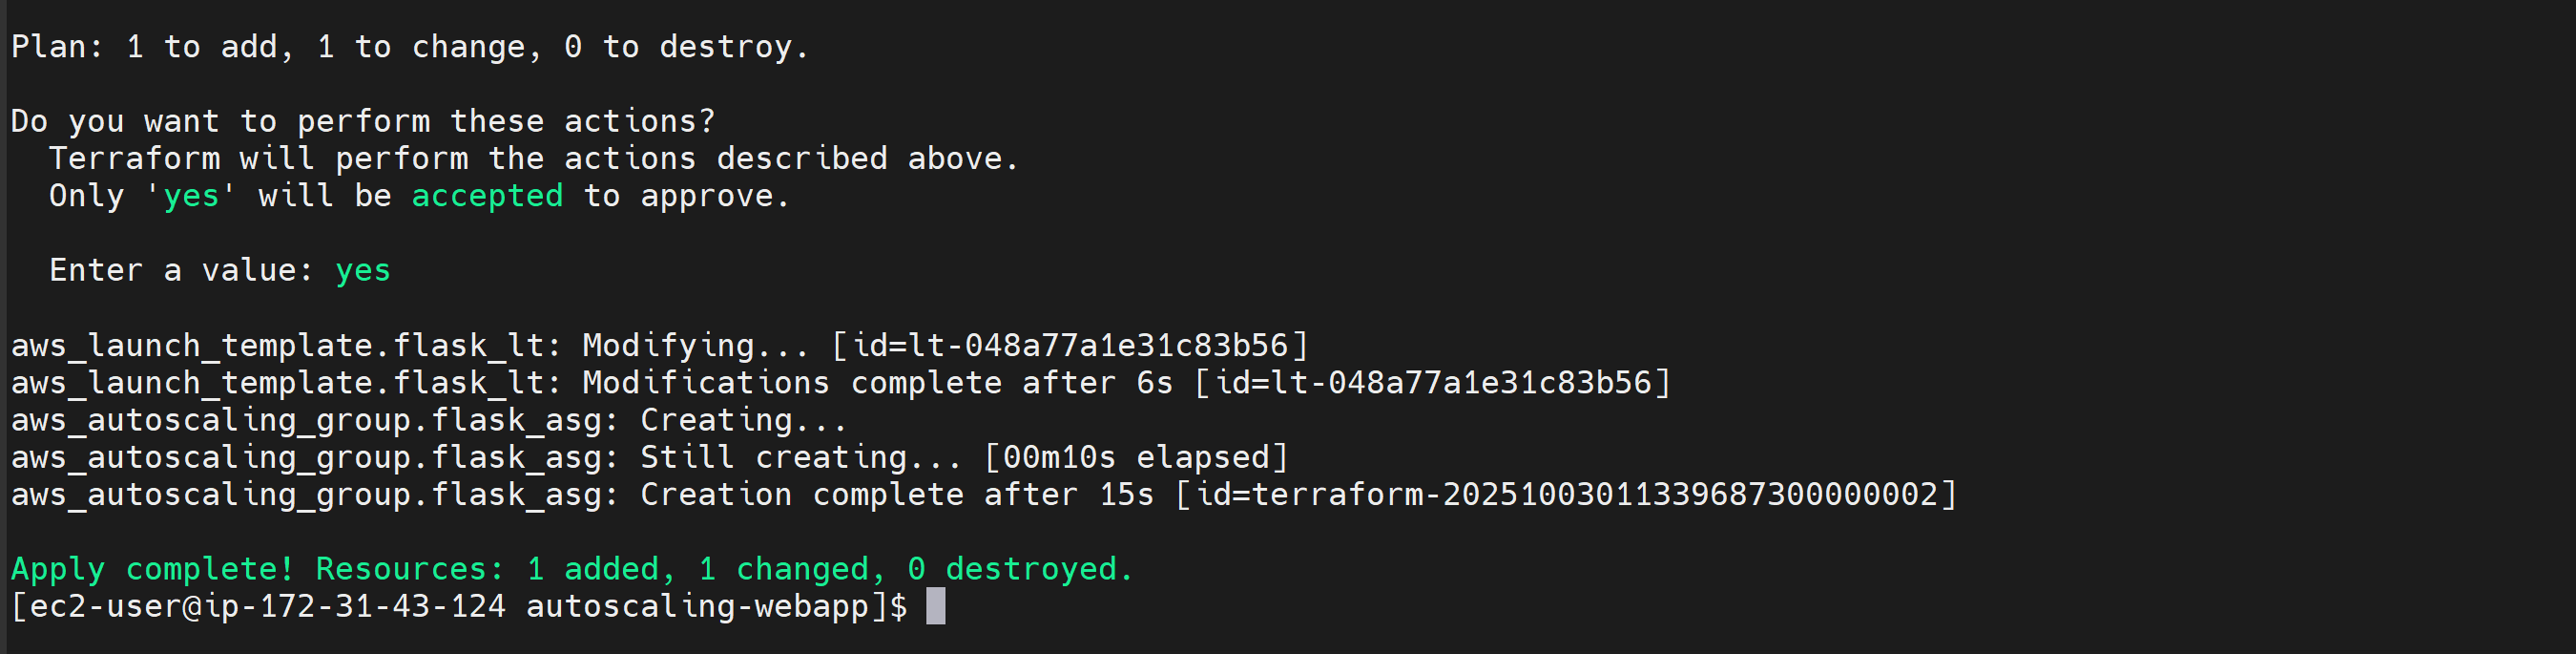 Plan: 1 to add, 1 to change, 0 to destroy.
Do you want to perform these actions?
Terraform will perform the actions described above.
Only 'yes' will be accepted to approve.
Enter a value: yes
aws_launch_template.flask_lt: Modifying... [id=lt-048a77a1e31c83b56]
aws_launch_template.flask_lt: Modifications complete after 6s [id=lt-048a77a1e31c83b56]
aws_autoscaling_group.flask_asg: Creating...
aws_autoscaling_group.flask_asg: Still creating... [00m10s elapsed]
aws_autoscaling_group.flask_asg: Creation complete after 15s [id=terraform-20251003011339687300000002]
Apply complete! Resources: 1 added, 1 changed, 0 destroyed.
[ec2-user@ip-172-31-43-124 autoscaling-webapp]$